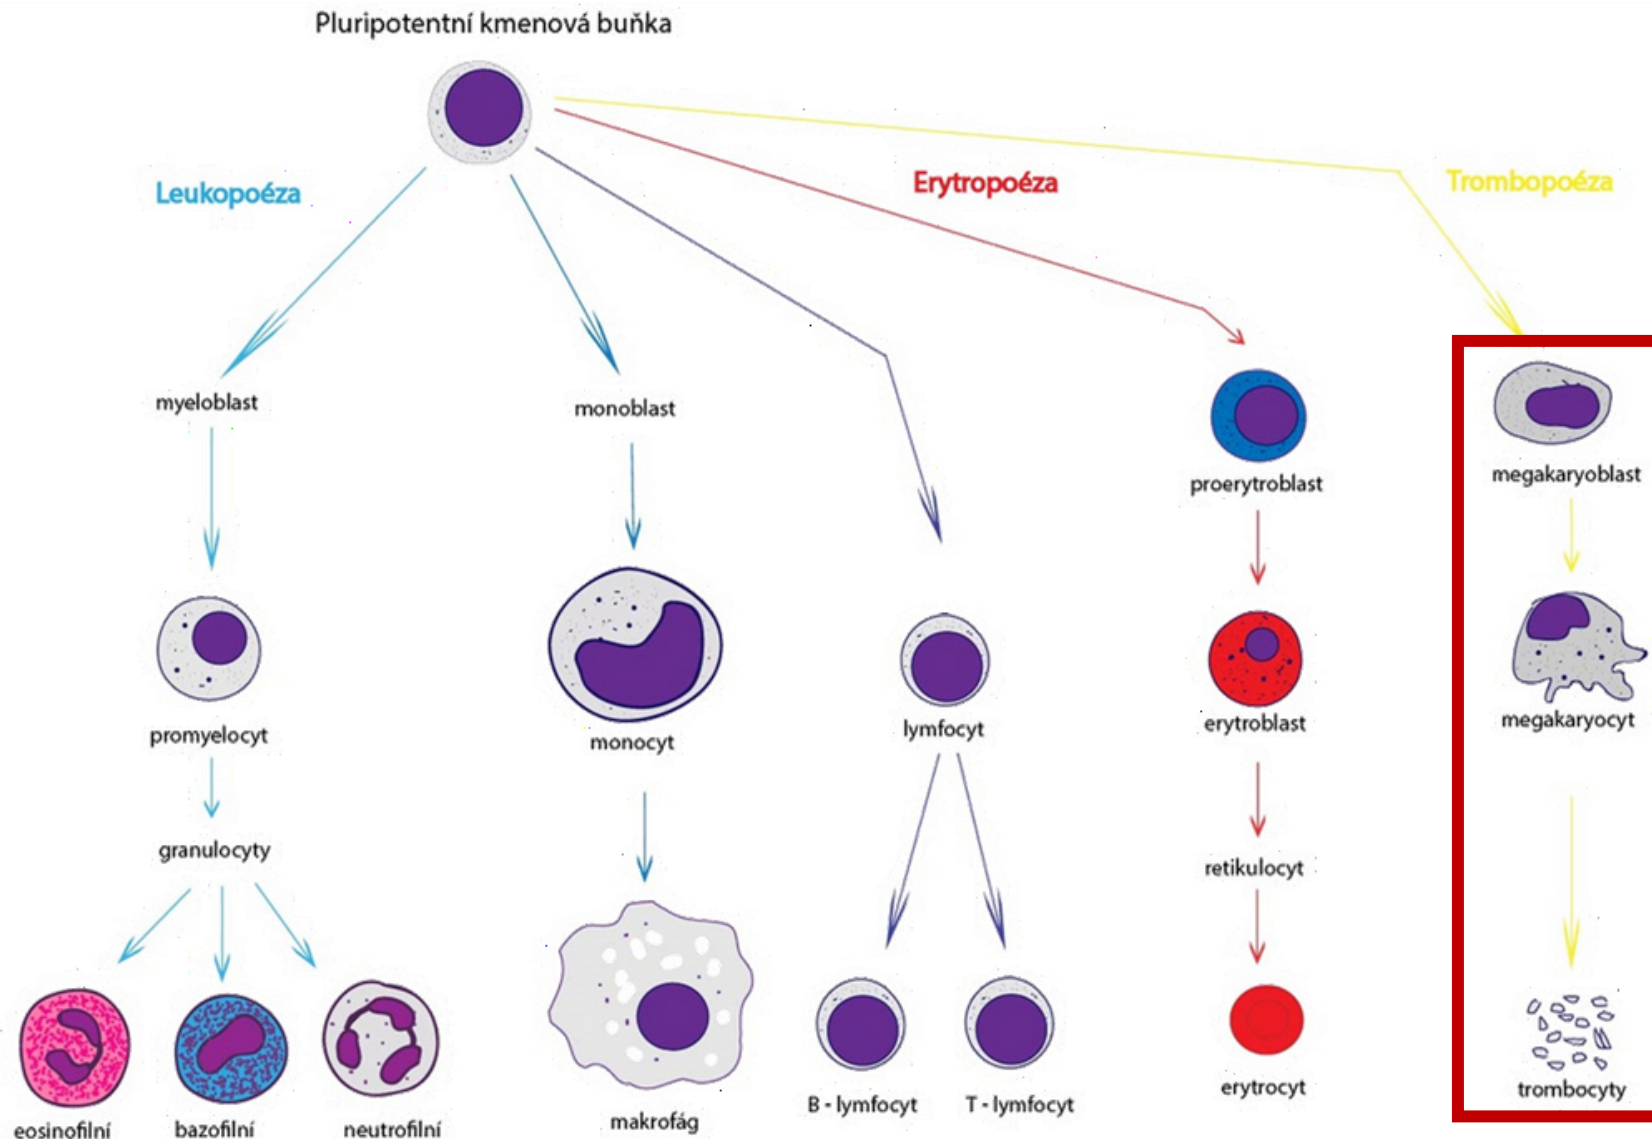 Pluripotentní kmenová buňka
Leukopoéza
Erytropoéza
Trombopoéza
myeloblast
monoblast
proerytroblast
megakaryoblast
promyelocyt
monocyt
lymfocyt
erytroblast
megakaryocyt
granulocyty
retikulocyt
eosinofilní
bazofilní
neutrofilní
makrofág
B - lymfocyt
T - lymfocyt
erytrocyt
trombocyty